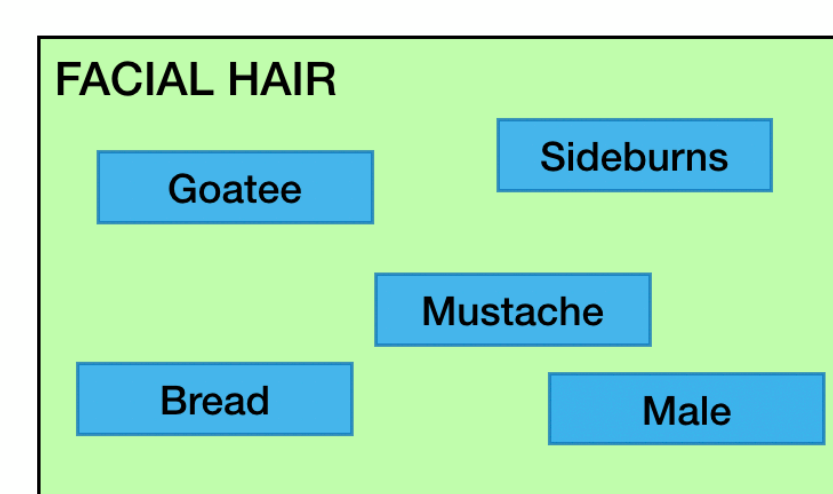 FACIAL HAIR
Sideburns
Goatee
Mustache
Bread
Male